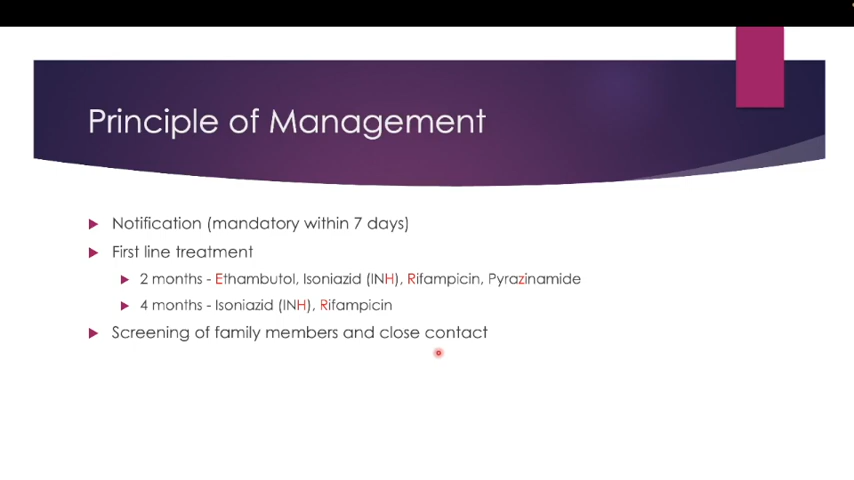 Principle of Management
Notification (mandatory within 7 days)
First line treatment
2 months - Ethambutol, Isoniazid (INH), Rifampicin, Pyrazinamide
4 months - Isoniazid (INH), Rifampicin
Screening of family members and close contact